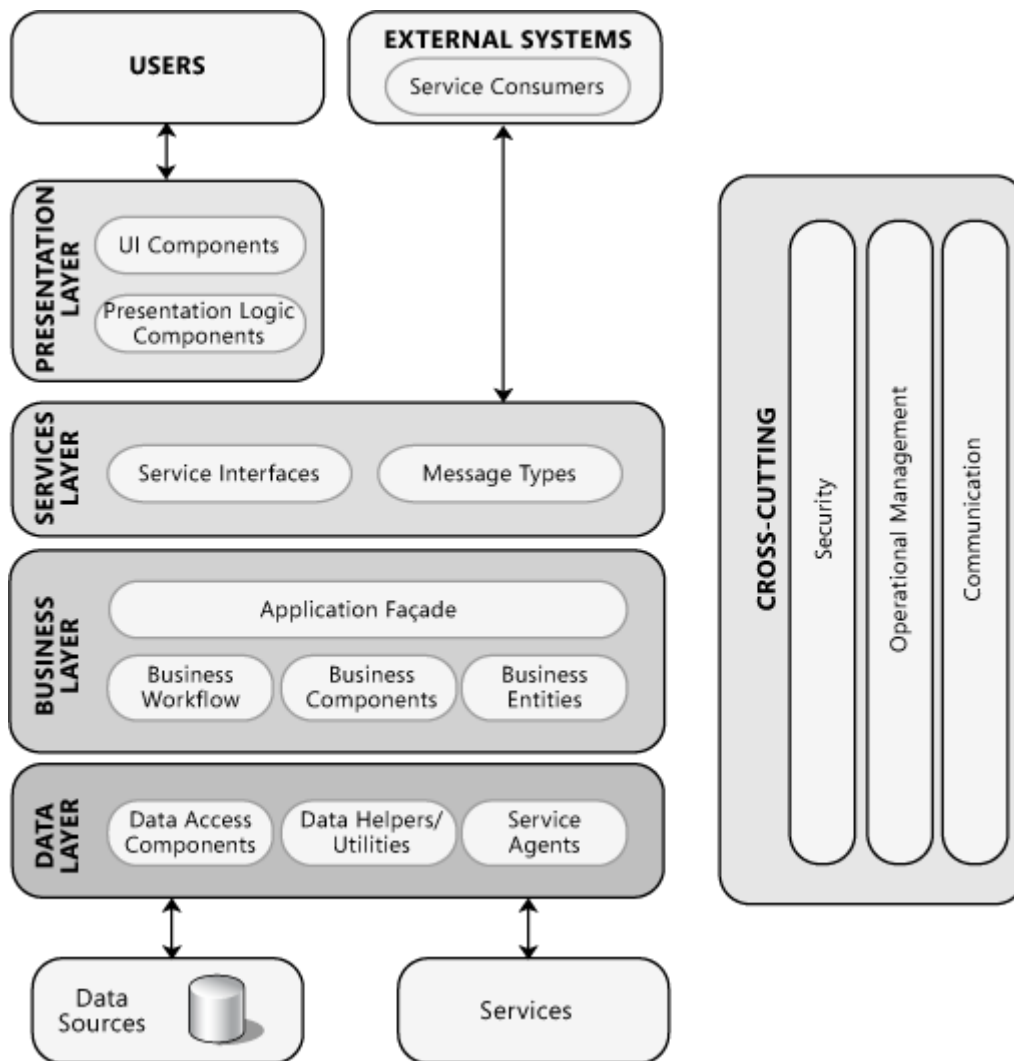 USERS
EXTERNAL SYSTEMS
Service Consumers
PRESENTATION
LAYER
UI Components
Presentation Logic
Components
SERVICES
LAYER
Service Interfaces
Message Types
BUSINESS
LAYER
Application Façade
Business
Workflow
Business
Components
Business
Entities
DATA
LAYER
Data Access
Components
Data Helpers/
Utilities
Service
Agents
Data
Sources
Services
CROSS-CUTTING
Security
Operational Management
Communication